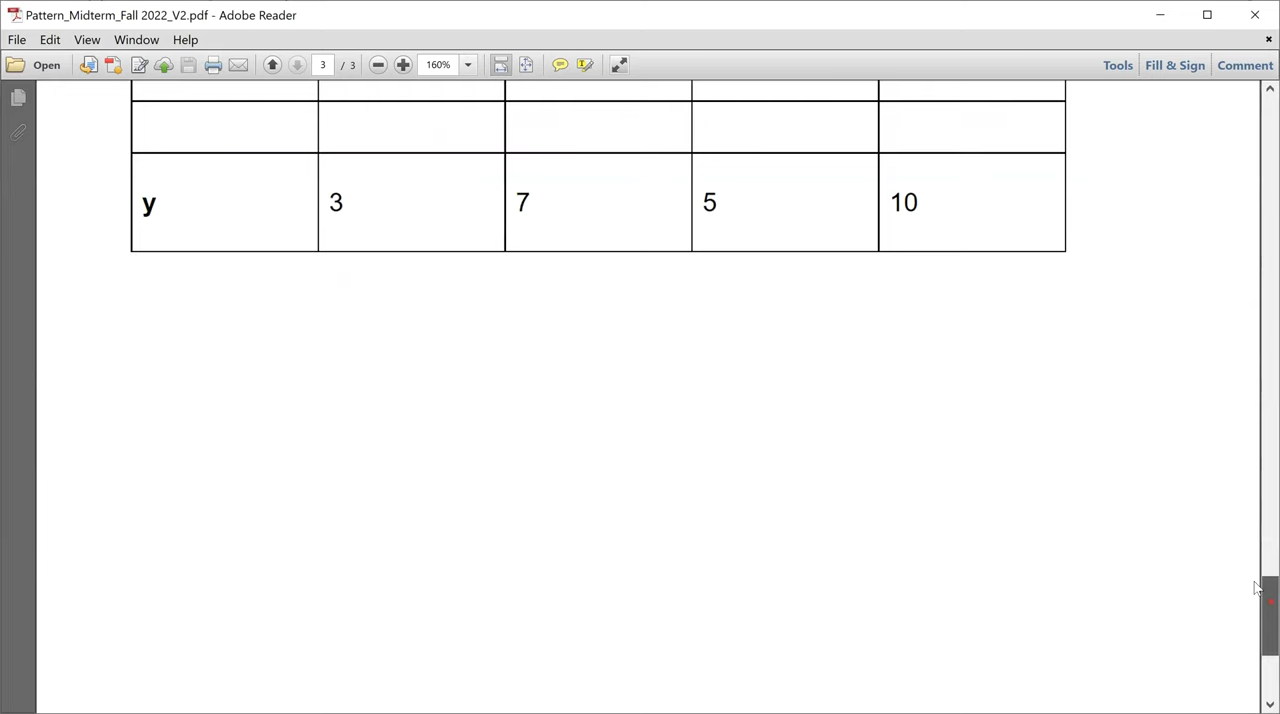 Pattern_Midterm_Fall 2022_V2.pdf - Adobe Reader
File Edit View Window Help
Open 3 / 3 160% Tools Fill & Sign Comment
y 3 7 5 10